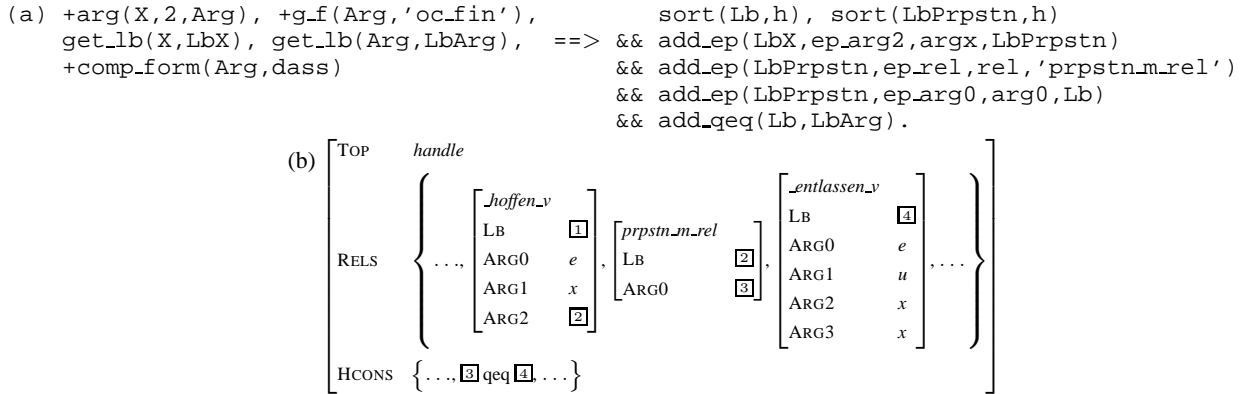 (a) +arg(X,2,Arg), +g_f(Arg,'oc_fin'), sort(Lb,h), sort(LbPrpstn,h)
get_lb(X,LbX), get_lb(Arg,LbArg), ==> && add_ep(LbX,ep_arg2,argx,LbPrpstn)
+comp_form(Arg,dass) && add_ep(LbPrpstn,ep_rel,rel,'prpstn_m_rel')
&& add_ep(LbPrpstn,ep_arg0,arg0,Lb)
&& add_qeq(Lb,LbArg).
(b) TOP handle
RELS { ...,
_hoffen_v
LB 1
ARG0 e
ARG1 x
ARG2 2
,
prpstn_m_rel
LB 2
ARG0 3
,
_entlassen_v
LB 4
ARG0 e
ARG1 u
ARG2 x
ARG3 x
, ... }
HCONS { ..., 3 qeq 4, ... }